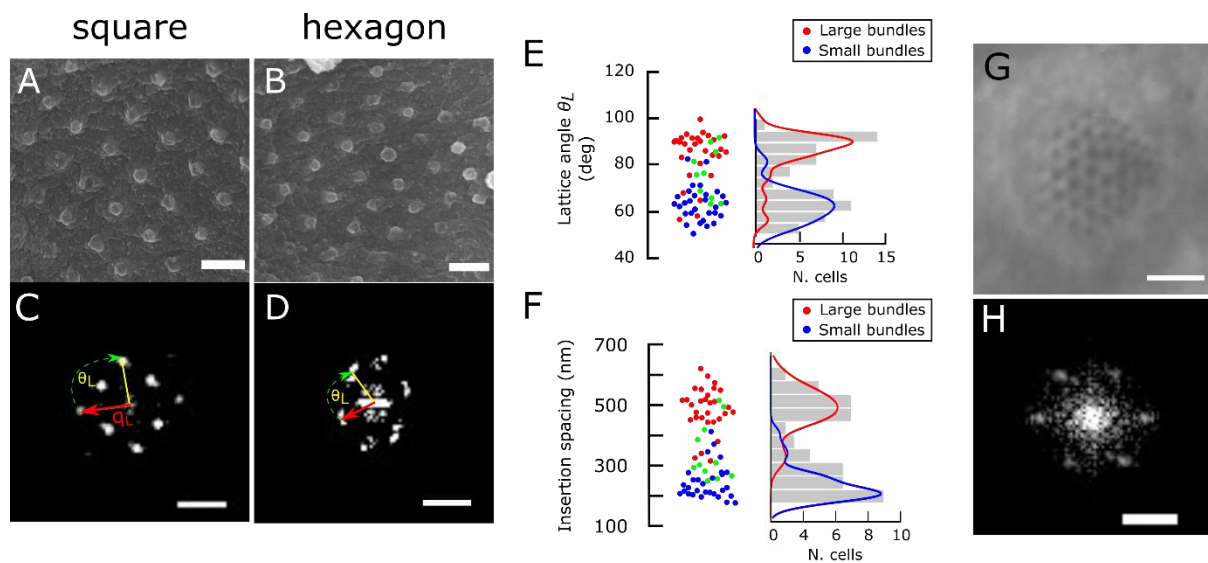 square
hexagon
A
B
C
θL
qL
D
θL
E
Large bundles
Small bundles
Lattice angle θL
(deg)
120
100
80
60
40
0
5
10
15
N. cells
F
Large bundles
Small bundles
Insertion spacing (nm)
700
500
300
100
0
4
6
8
10
N. cells
G
H